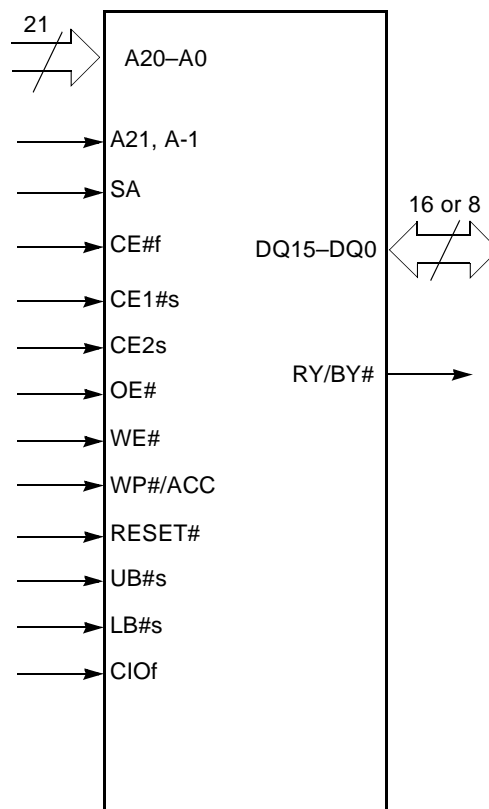 21
A20–A0
A21, A-1
SA
CE#f
CE1#s
CE2s
OE#
WE#
WP#/ACC
RESET#
UB#s
LB#s
CIOf
16 or 8
DQ15–DQ0
RY/BY#